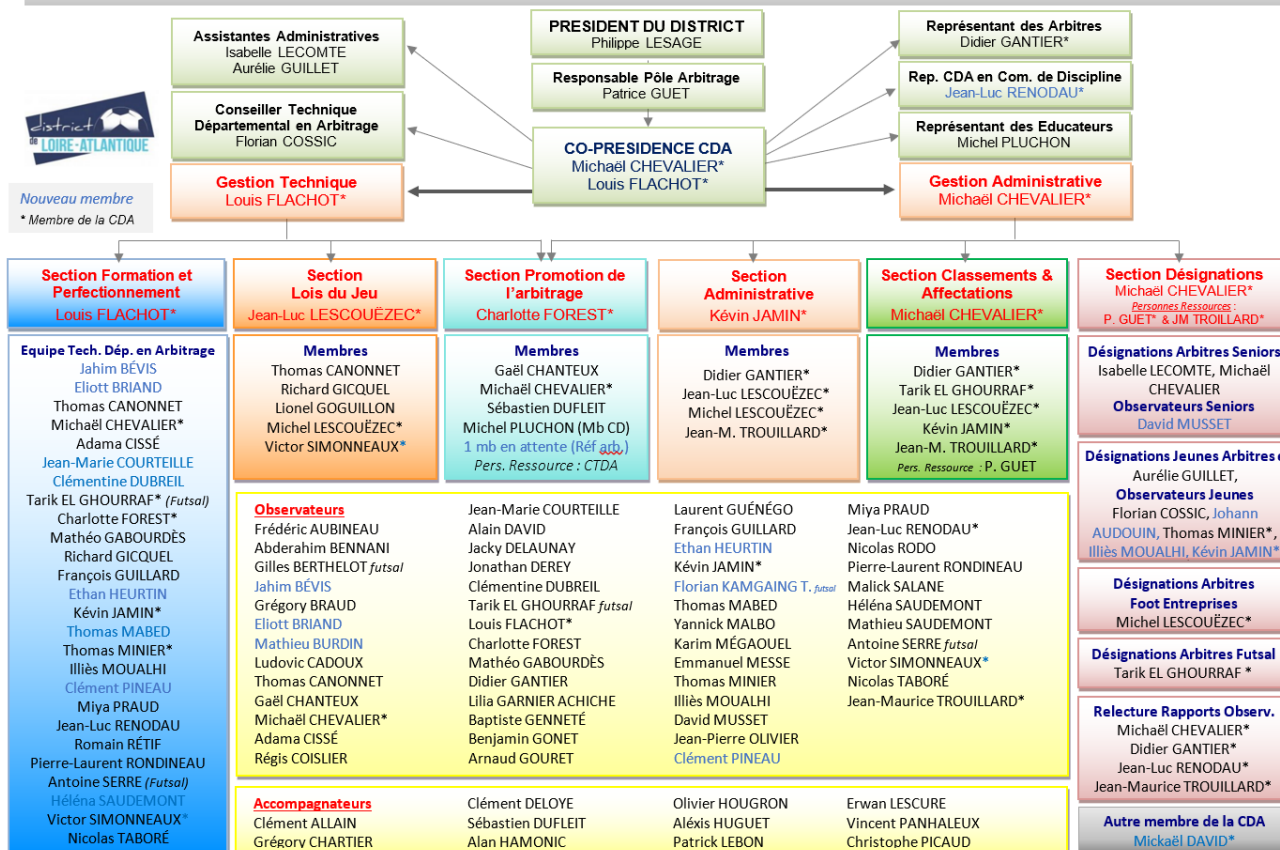 Assistantes Administratives
Isabelle LECOMTE
Aurélie GUILLET
PRESIDENT DU DISTRICT
Philippe LESAGE
Représentant des Arbitres
Didier GANTIER*
Responsable Pôle Arbitrage
Patrice GUET
Rep. CDA en Com. de Discipline
Jean-Luc RENODAU*
Conseiller Technique
Départemental en Arbitrage
Florian COSSIC
Représentant des Educateurs
Michel PLUCHON
CO-PRESIDENCE CDA
Michaël CHEVALIER*
Louis FLACHOT*
district
de LOIRE-ATLANTIQUE
Nouveau membre
* Membre de la CDA
Gestion Technique
Louis FLACHOT*
Gestion Administrative
Michaël CHEVALIER*
Section Formation et
Perfectionnement
Louis FLACHOT*
Section
Lois du Jeu
Jean-Luc LESCOUËZEC*
Section Promotion de
l'arbitrage
Charlotte FOREST*
Section
Administrative
Kévin JAMIN*
Section Classements &
Affectations
Michaël CHEVALIER*
Section Désignations
Michaël CHEVALIER*
Personnes Ressources :
P. GUET* & JM TROILLARD*
Equipe Tech. Dép. en Arbitrage
Jahim BÉVIS
Eliott BRIAND
Thomas CANONNET
Michaël CHEVALIER*
Adama CISSÉ
Jean-Marie COURTEILLE
Clémentine DUBREIL
Tarik EL GHOURRAF* (Futsal)
Charlotte FOREST*
Mathéo GABOURDÈS
Richard GICQUEL
François GUILLARD
Ethan HEURTIN
Kévin JAMIN*
Thomas MABED
Thomas MINIER*
Illiès MOUALHI
Clément PINEAU
Miya PRAUD
Jean-Luc RENODAU
Romain RÉTIF
Pierre-Laurent RONDINEAU
Antoine SERRE (Futsal)
Héléna SAUDEMONT
Victor SIMONNEAUX*
Nicolas TABORÉ
Membres
Thomas CANONNET
Richard GICQUEL
Lionel GOGUILLON
Michel LESCOUËZEC*
Victor SIMONNEAUX*
Membres
Gaël CHANTEUX
Michaël CHEVALIER*
Sébastien DUFLEIT
Michel PLUCHON (Mb CD)
1 mb en attente (Réf arb.)
Pers. Ressource : CTDA
Membres
Didier GANTIER*
Jean-Luc LESCOUËZEC*
Michel LESCOUËZEC*
Jean-M. TROUILLARD*
Membres
Didier GANTIER*
Tarik EL GHOURRAF*
Jean-Luc LESCOUËZEC*
Kévin JAMIN*
Jean-M. TROUILLARD*
Pers. Ressource : P. GUET
Désignations Arbitres Seniors
Isabelle LECOMTE, Michaël
CHEVALIER
Observateurs Seniors
David MUSSET
Désignations Jeunes Arbitres
Aurélie GUILLET,
Observateurs Jeunes
Florian COSSIC, Johann
AUDOUIN, Thomas MINIER*,
Illiès MOUALHI, Kévin JAMIN*
Désignations Arbitres
Foot Entreprises
Michel LESCOUËZEC*
Désignations Arbitres Futsal
Tarik EL GHOURRAF *
Relecture Rapports Observ.
Michaël CHEVALIER*
Didier GANTIER*
Jean-Luc RENODAU*
Jean-Maurice TROUILLARD*
Autre membre de la CDA
Mickaël DAVID*
Observateurs
Frédéric AUBINEAU
Abderahim BENNANI
Gilles BERTHELOT futsal
Jahim BÉVIS
Grégory BRAUD
Eliott BRIAND
Mathieu BURDIN
Ludovic CADOUX
Thomas CANONNET
Gaël CHANTEUX
Michaël CHEVALIER*
Adama CISSÉ
Régis COISLIER
Jean-Marie COURTEILLE
Alain DAVID
Jacky DELAUNAY
Jonathan DEREY
Clémentine DUBREIL
Tarik EL GHOURRAF futsal
Louis FLACHOT*
Charlotte FOREST
Mathéo GABOURDÈS
Didier GANTIER
Lilia GARNIER ACHICHE
Baptiste GENNETÉ
Benjamin GONET
Arnaud GOURET
Laurent GUÉNÉGO
François GUILLARD
Ethan HEURTIN
Kévin JAMIN*
Florian KAMGAING T. futsal
Thomas MABED
Yannick MALBO
Karim MÉGAOUEL
Emmanuel MESSE
Thomas MINIER
Illiès MOUALHI
David MUSSET
Jean-Pierre OLIVIER
Clément PINEAU
Miya PRAUD
Jean-Luc RENODAU*
Nicolas RODO
Pierre-Laurent RONDINEAU
Malick SALANE
Héléna SAUDEMONT
Mathieu SAUDEMONT
Antoine SERRE futsal
Victor SIMONNEAUX*
Nicolas TABORÉ
Jean-Maurice TROUILLARD*
Accompagnateurs
Clément ALLAIN
Grégory CHARTIER
Clément DELOYE
Sébastien DUFLEIT
Alan HAMONIC
Olivier HOUGRON
Aléxis HUGUET
Patrick LEBON
Erwan LESCURE
Vincent PANHALEUX
Christophe PICAUD